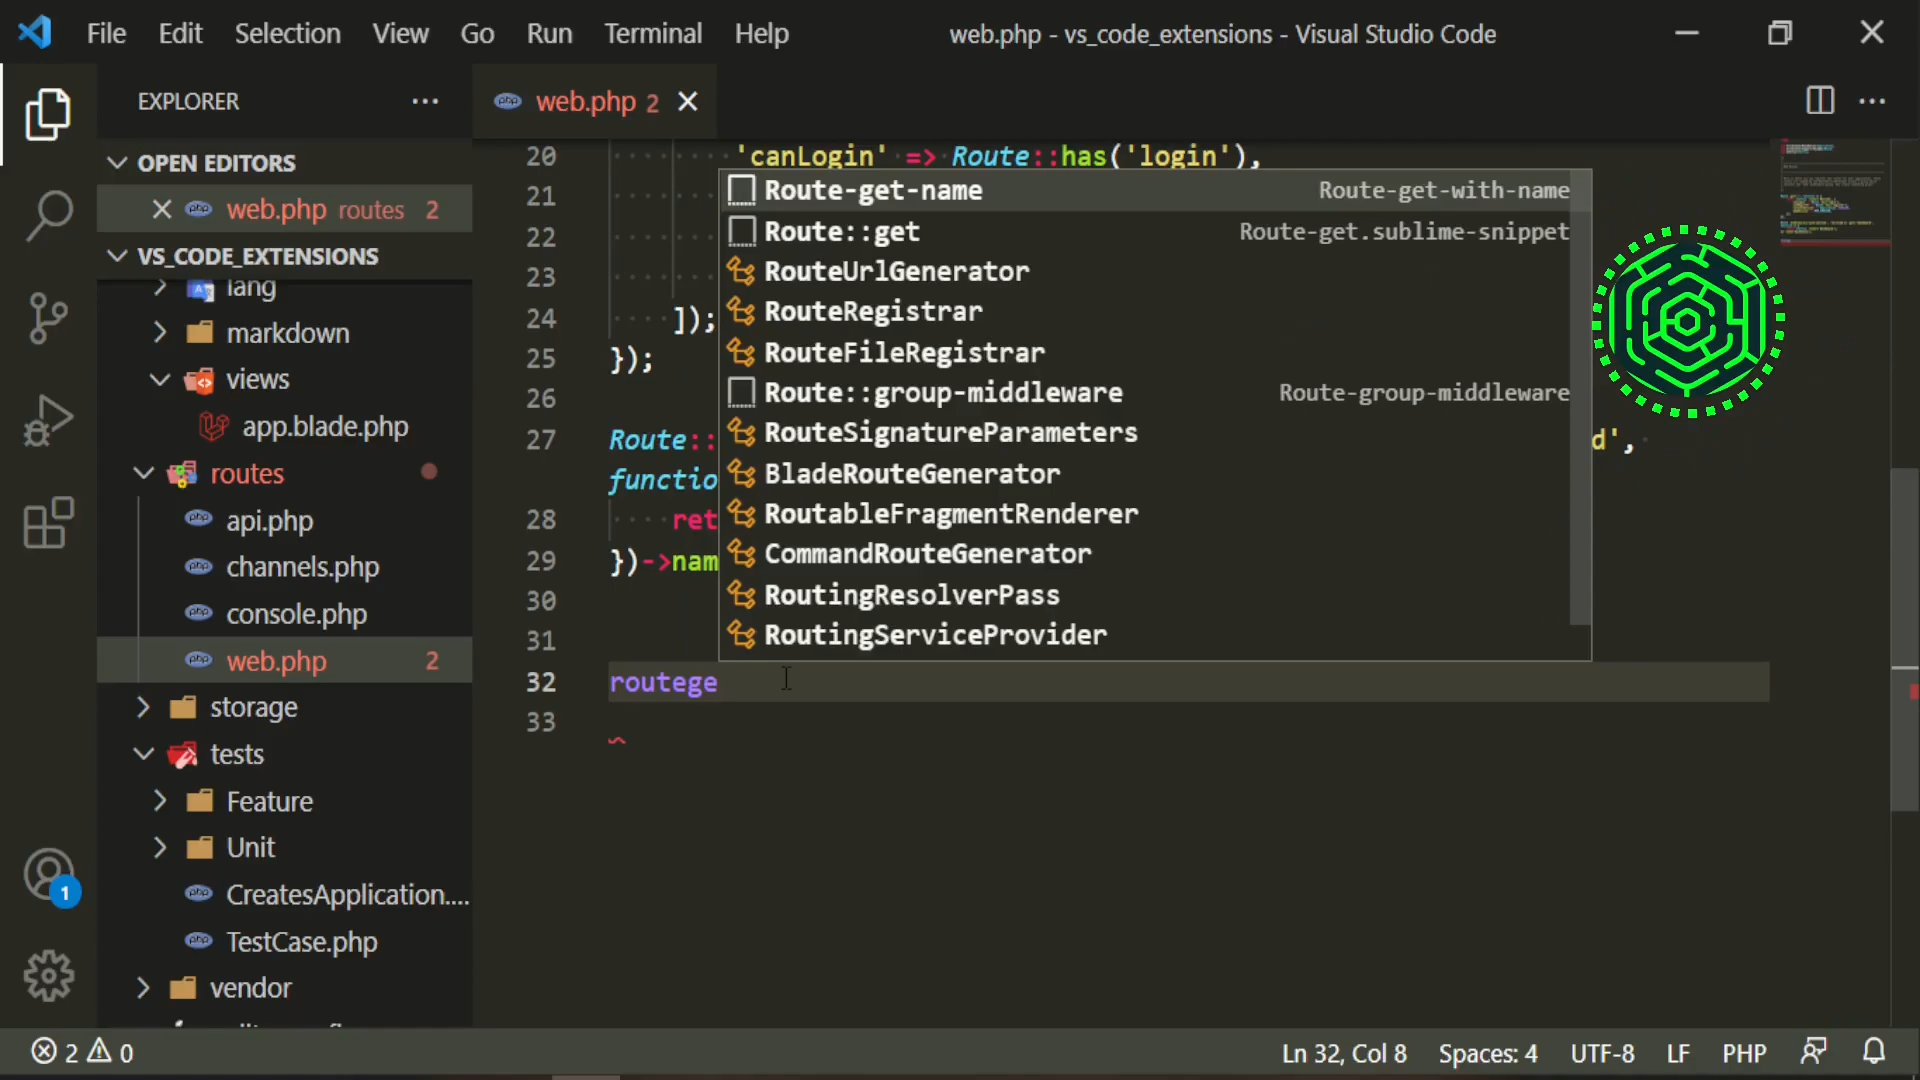 File Edit Selection View Go Run Terminal Help
web.php - vs_code_extensions - Visual Studio Code
EXPLORER
OPEN EDITORS
web.php routes 2
VS_CODE_EXTENSIONS
lang
markdown
views
app.blade.php
routes
api.php
channels.php
console.php
web.php 2
storage
tests
Feature
Unit
CreatesApplication....
TestCase.php
vendor
1
web.php 2
20 'canLogin' => Route::has('login'),
21
22
23
24 ]);
25 });
26
27 Route:: d',
functio
28 ret
29 })->nam
30
31
32 routege
33
Route-get-name Route-get-with-name
Route::get Route-get.sublime-snippet
RouteUrlGenerator
RouteRegistrar
RouteFileRegistrar
Route::group-middleware Route-group-middleware
RouteSignatureParameters
BladeRouteGenerator
RoutableFragmentRenderer
CommandRouteGenerator
RoutingResolverPass
RoutingServiceProvider
2 0
Ln 32, Col 8 Spaces: 4 UTF-8 LF PHP